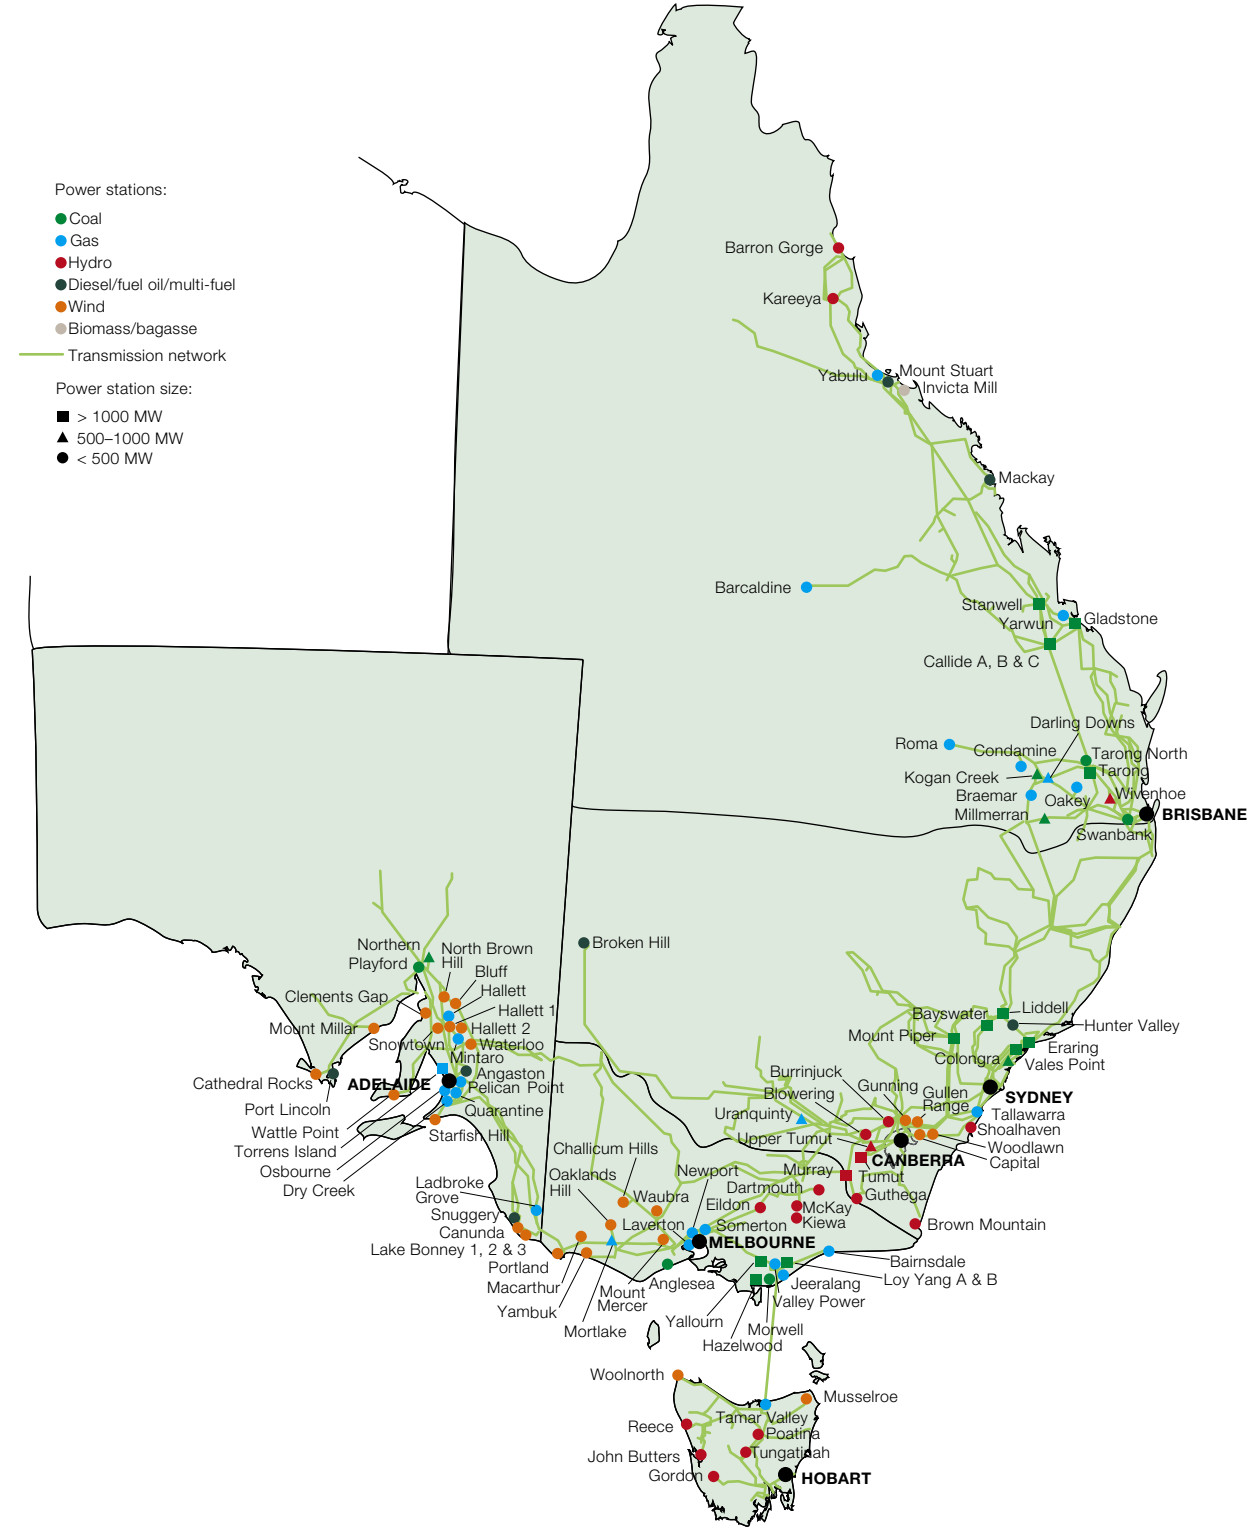 Power stations:
Coal
Gas
Hydro
Diesel/fuel oil/multi-fuel
Wind
Biomass/bagasse
Transmission network
Power station size:
> 1000 MW
500–1000 MW
< 500 MW
Barron Gorge
Kareeya
Yabulu
Mount Stuart
Invicta Mill
Mackay
Barcaldine
Stanwell
Yarwun
Gladstone
Callide A, B & C
Darling Downs
Roma
Condamine
Tarong North
Tarong
Kogan Creek
Braemar
Oakey
Wivenhoe
Millmerran
BRISBANE
Swanbank
Northern
Playford
North Brown
Hill
Bluff
Broken Hill
Clements Gap
Hallett
Hallett 1
Mount Millar
Snowtown
Hallett 2
Waterloo
Mintaro
Angaston
Cathedral Rocks
ADELAIDE
Pelican Point
Port Lincoln
Quarantine
Wattle Point
Starfish Hill
Torrens Island
Osbourne
Dry Creek
Bayswater
Liddell
Hunter Valley
Mount Piper
Eraring
Colongra
Vales Point
Burrinjuck
Gunning
Gullen
Range
Blowering
SYDNEY
Uranquinty
Tallawarra
Shoalhaven
Upper Tumut
Woodlawn
CANBERRA
Capital
Challicum Hills
Oaklands
Hill
Newport
Murray
Tumut
Ladbroke
Grove
Waubra
Dartmouth
Guthega
Eildon
McKay
Snuggery
Laverton
Somerton
Kiewa
Brown Mountain
Canunda
MELBOURNE
Lake Bonney 1, 2 & 3
Portland
Bairnsdale
Macarthur
Anglesea
Jeeralang
Loy Yang A & B
Mount
Mercer
Valley Power
Yambuk
Yallourn
Mortlake
Morwell
Hazelwood
Woolnorth
Musselroe
Tamar Valley
Reece
Poatina
John Butters
Tungatinah
Gordon
HOBART